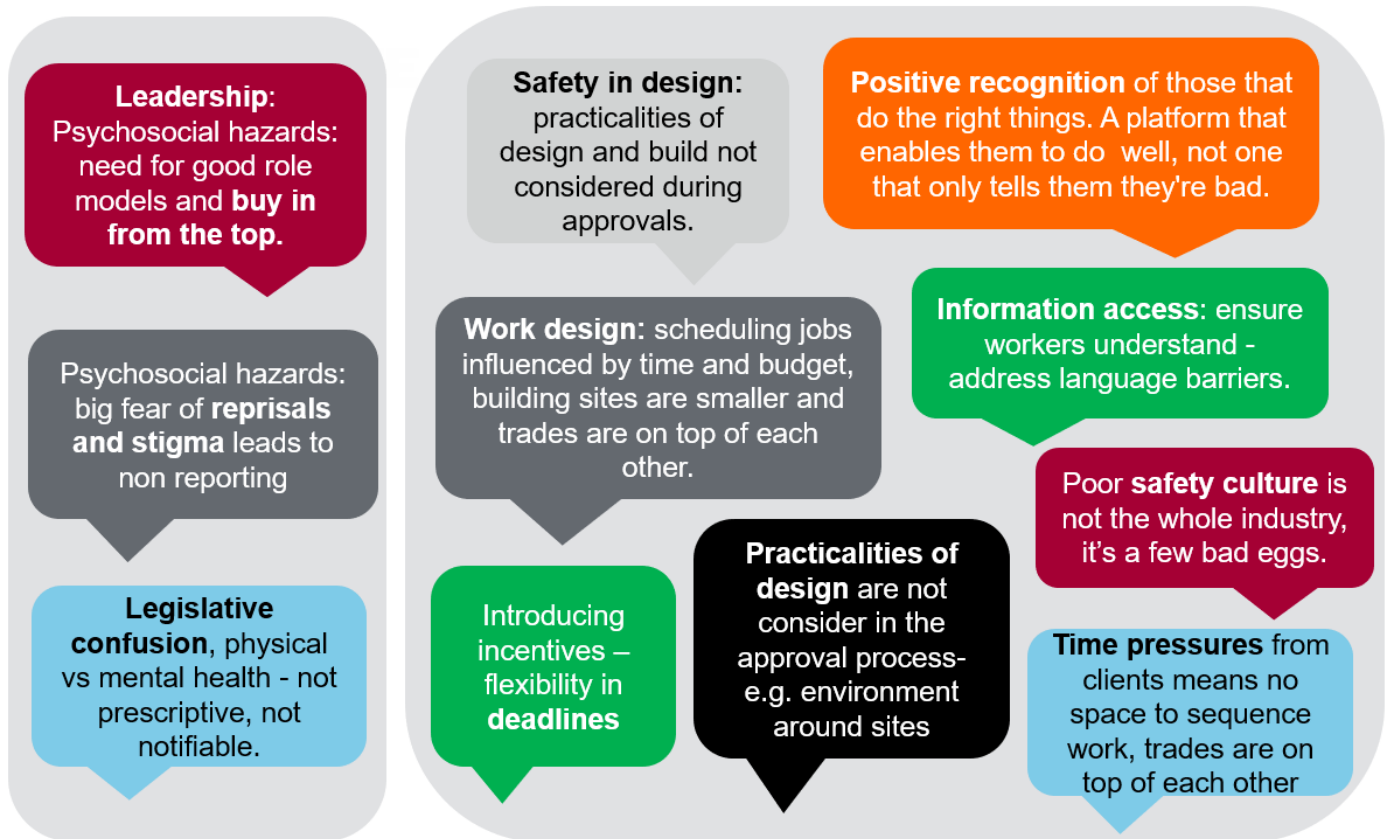 Leadership:
Psychosocial hazards:
need for good role
models and buy in
from the top.
Psychosocial hazards:
big fear of reprisals
and stigma leads to
non reporting
Legislative
confusion, physical
vs mental health - not
prescriptive, not
notifiable.
Safety in design:
practicalities of
design and build not
considered during
approvals.
Positive recognition of those that
do the right things. A platform that
enables them to do well, not one
that only tells them they're bad.
Work design: scheduling jobs
influenced by time and budget,
building sites are smaller and
trades are on top of each
other.
Information access: ensure
workers understand -
address language barriers.
Poor safety culture is
not the whole industry,
it's a few bad eggs.
Introducing
incentives –
flexibility in
deadlines
Practicalities of
design are not
consider in the
approval process-
e.g. environment
around sites
Time pressures from
clients means no
space to sequence
work, trades are on
top of each other